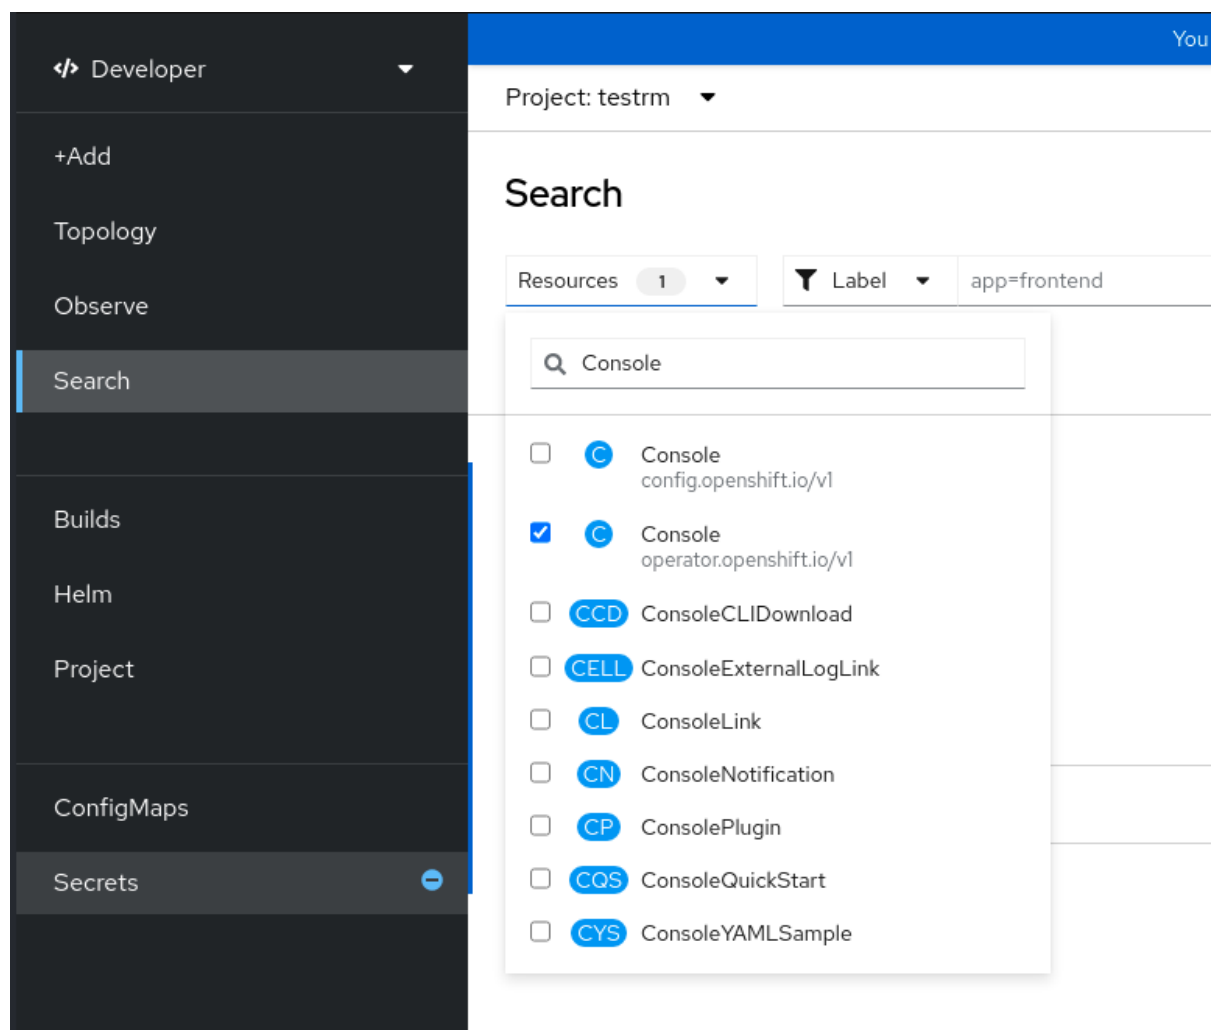 </> Developer
You
Project: testrm
+Add
Topology
Observe
Search
Builds
Helm
Project
ConfigMaps
Secrets
Search
Resources 1
Label
app=frontend
Console
C Console
config.openshift.io/v1
C Console
operator.openshift.io/v1
CCD ConsoleCLIDownload
CELL ConsoleExternalLogLink
CL ConsoleLink
CN ConsoleNotification
CP ConsolePlugin
CQS ConsoleQuickStart
CYS ConsoleYAMLSample